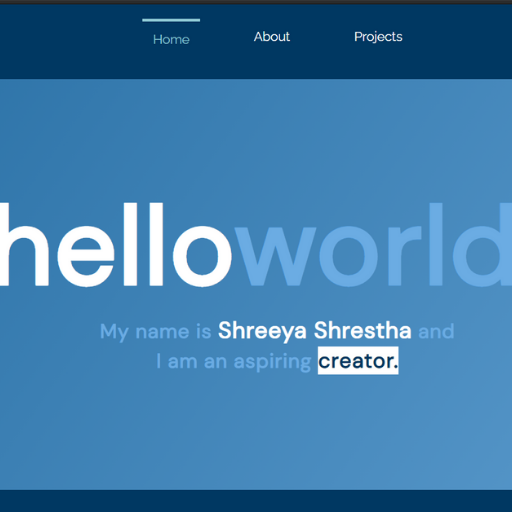 Home About Projects
helloworld
My name is Shreeya Shrestha and
I am an aspiring creator.